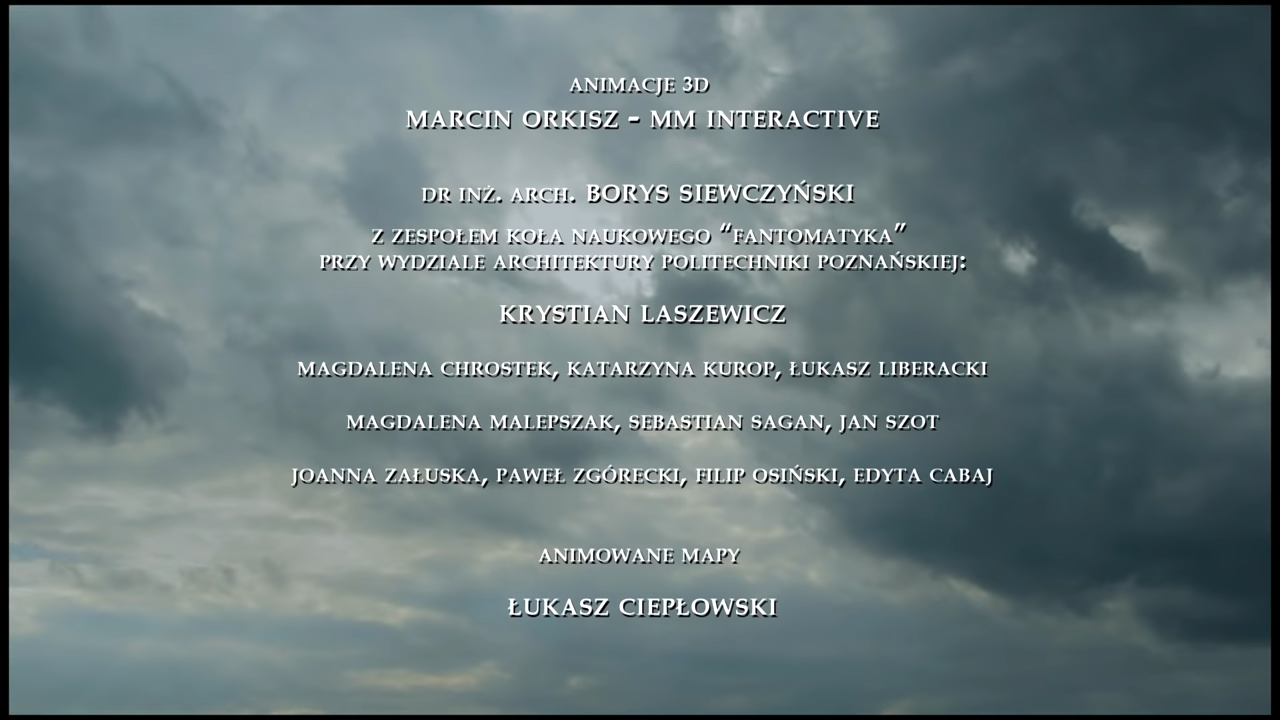 ANIMACJE 3D
MARCIN ORKISZ - MM INTERACTIVE
DR INŻ. ARCH. BORYS SIEWCZYŃSKI
Z ZESPOŁEM KOŁA NAUKOWEGO “FANTOMATYKA”
PRZY WYDZIALE ARCHITEKTURY POLITECHNIKI POZNAŃSKIEJ:
KRYSTIAN LASZEWICZ
MAGDALENA CHROSTEK, KATARZYNA KUROP, ŁUKASZ LIBERACKI
MAGDALENA MALEPSZAK, SEBASTIAN SAGAN, JAN SZOT
JOANNA ZAŁUSKA, PAWEŁ ZGÓRECKI, FILIP OSIŃSKI, EDYTA CABAJ
ANIMOWANE MAPY
ŁUKASZ CIEPŁOWSKI